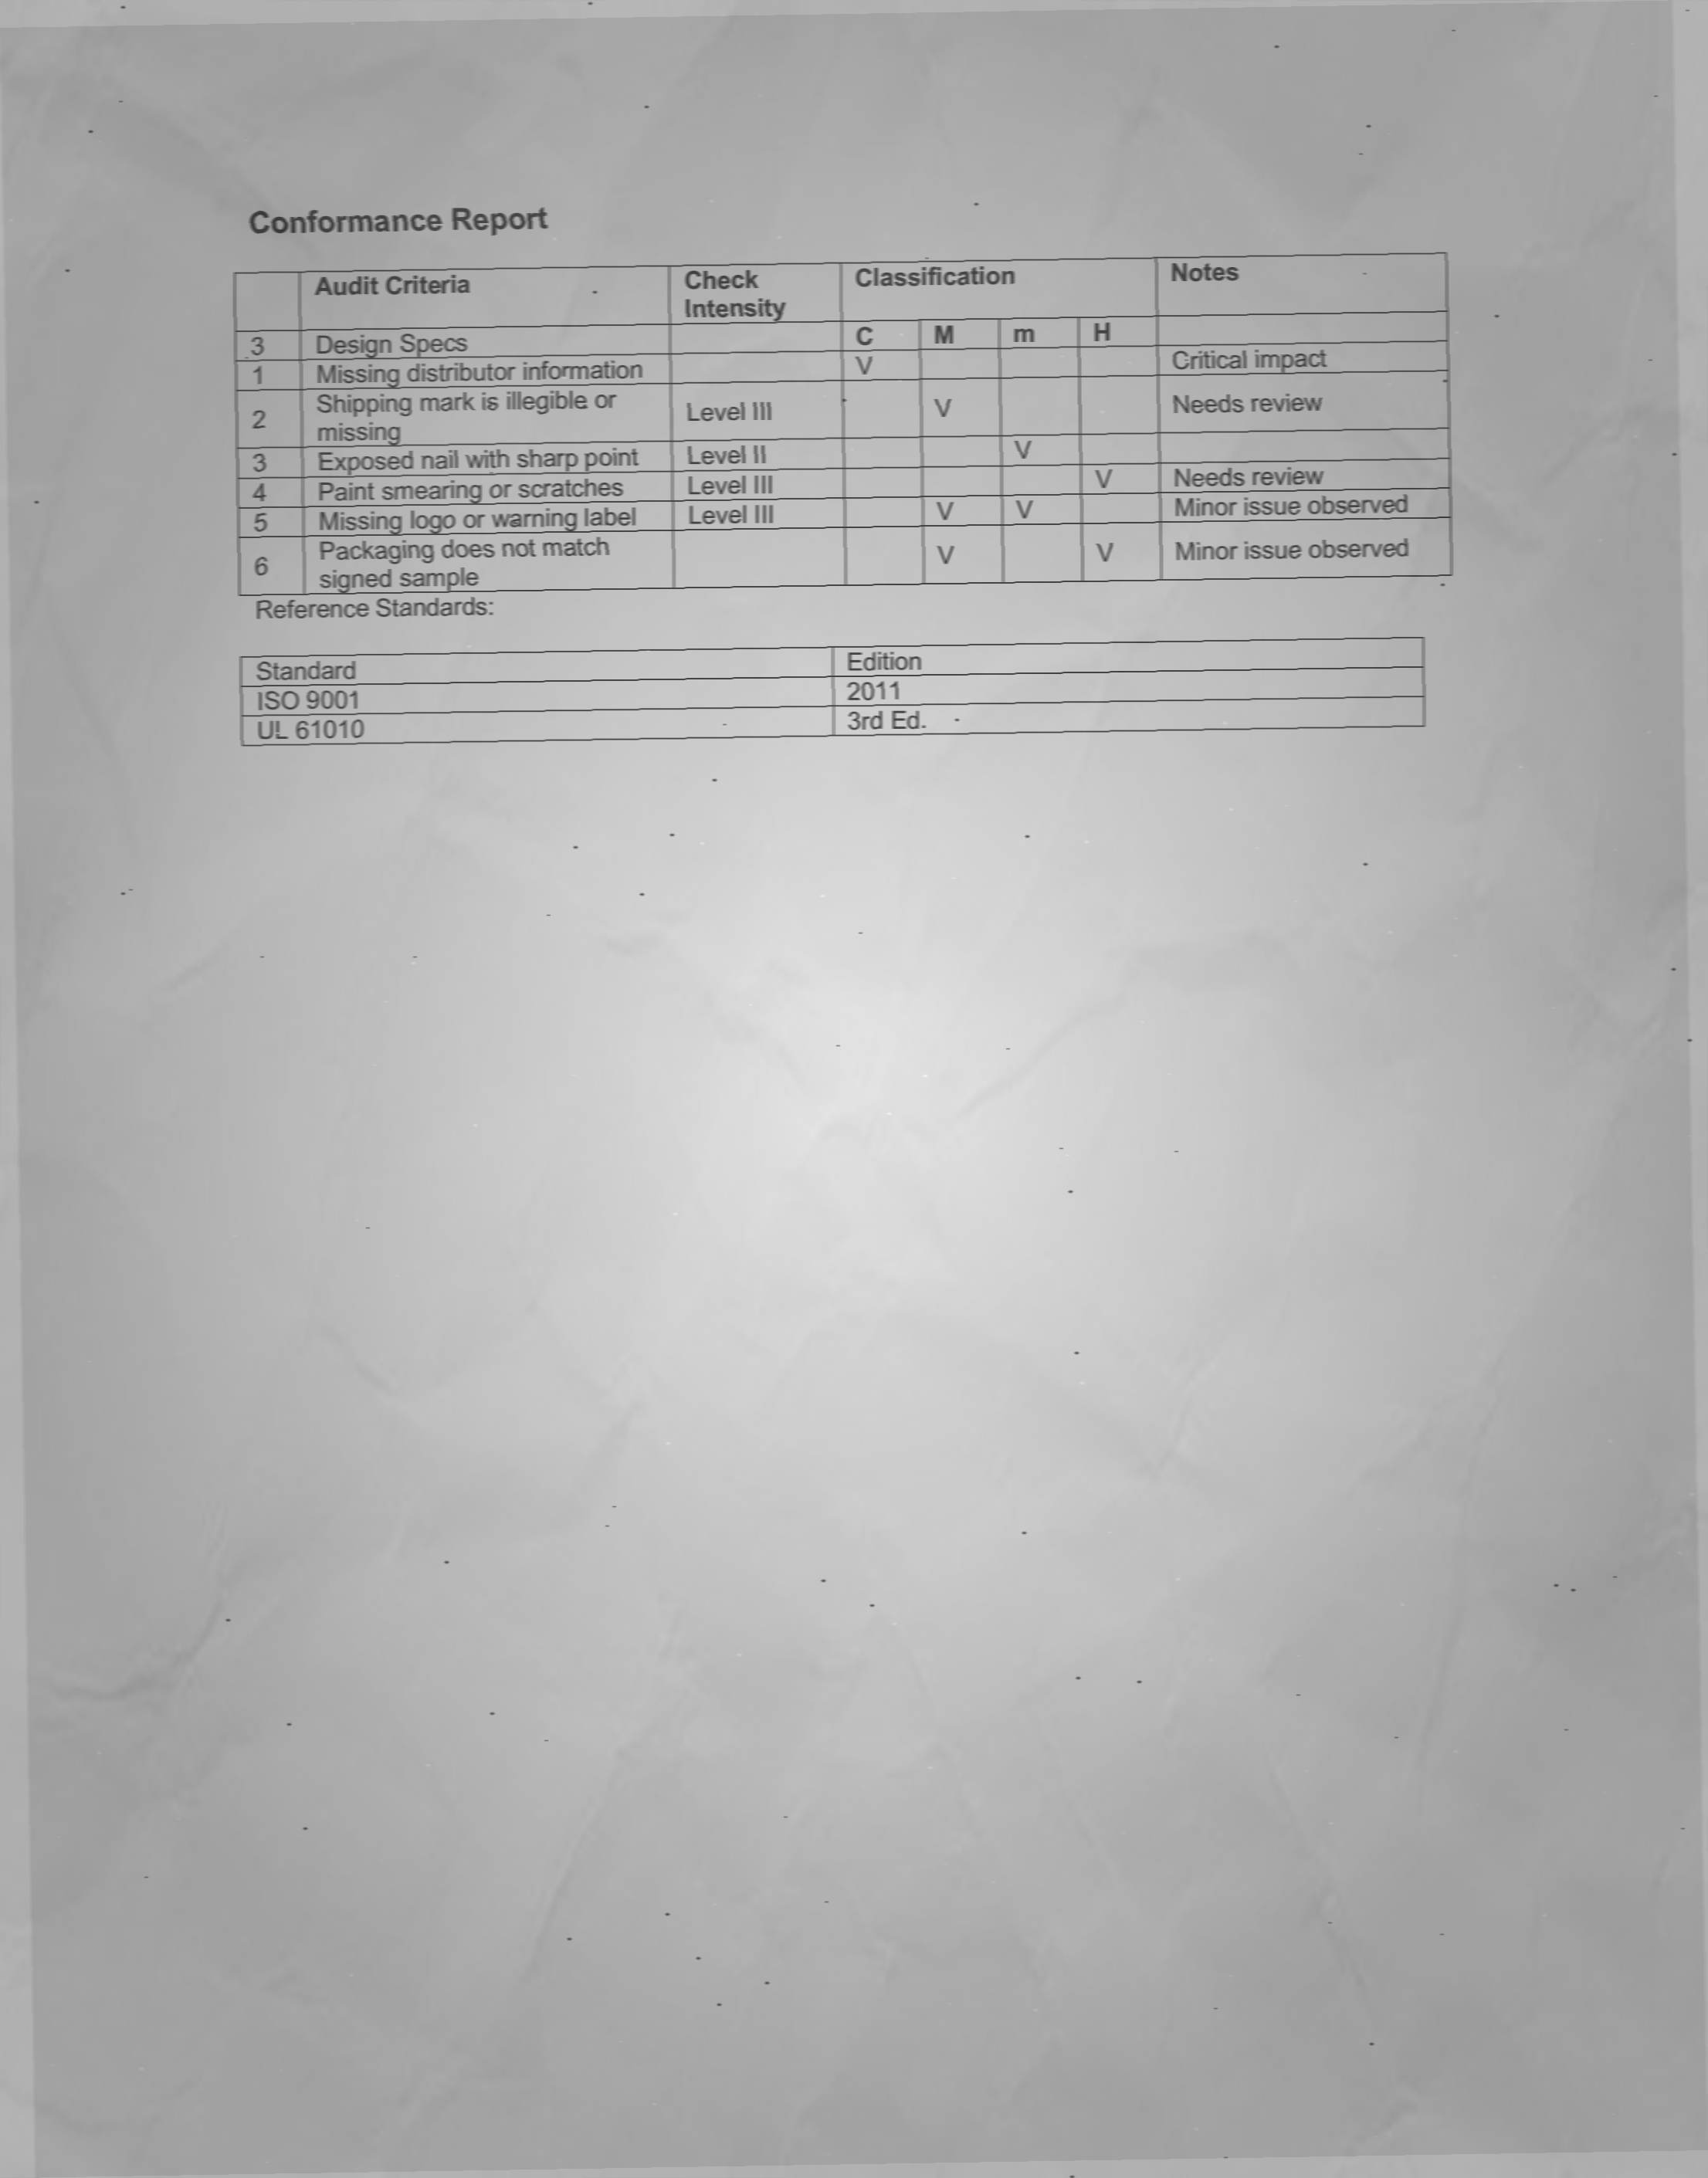 Conformance Report
Audit Criteria Check Intensity Classification Notes
3 Design Specs C M m H
1 Missing distributor information V Critical impact
2 Shipping mark is illegible or missing Level III V Needs review
3 Exposed nail with sharp point Level II V
4 Paint smearing or scratches Level III V Needs review
5 Missing logo or warning label Level III V V Minor issue observed
6 Packaging does not match signed sample V V Minor issue observed
Reference Standards:
Standard Edition
ISO 9001 2011
UL 61010 3rd Ed.